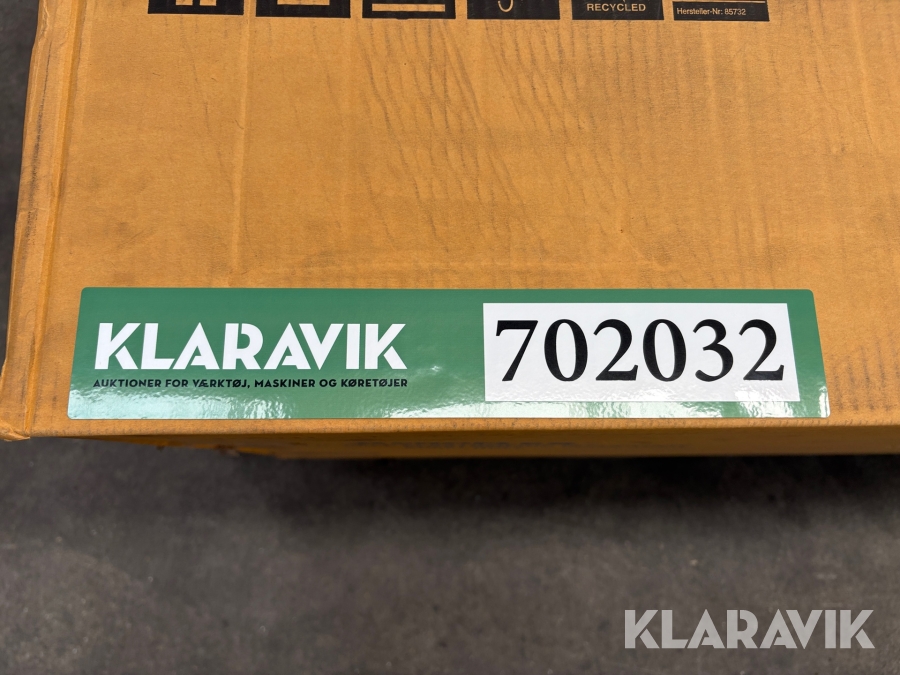 RECYCLED
Hersteller-Nr: 85732
KLARAVIK
AUKTIONER FOR VÆRKTØJ, MASKINER OG KØRETØJER
702032
KLARAVIK